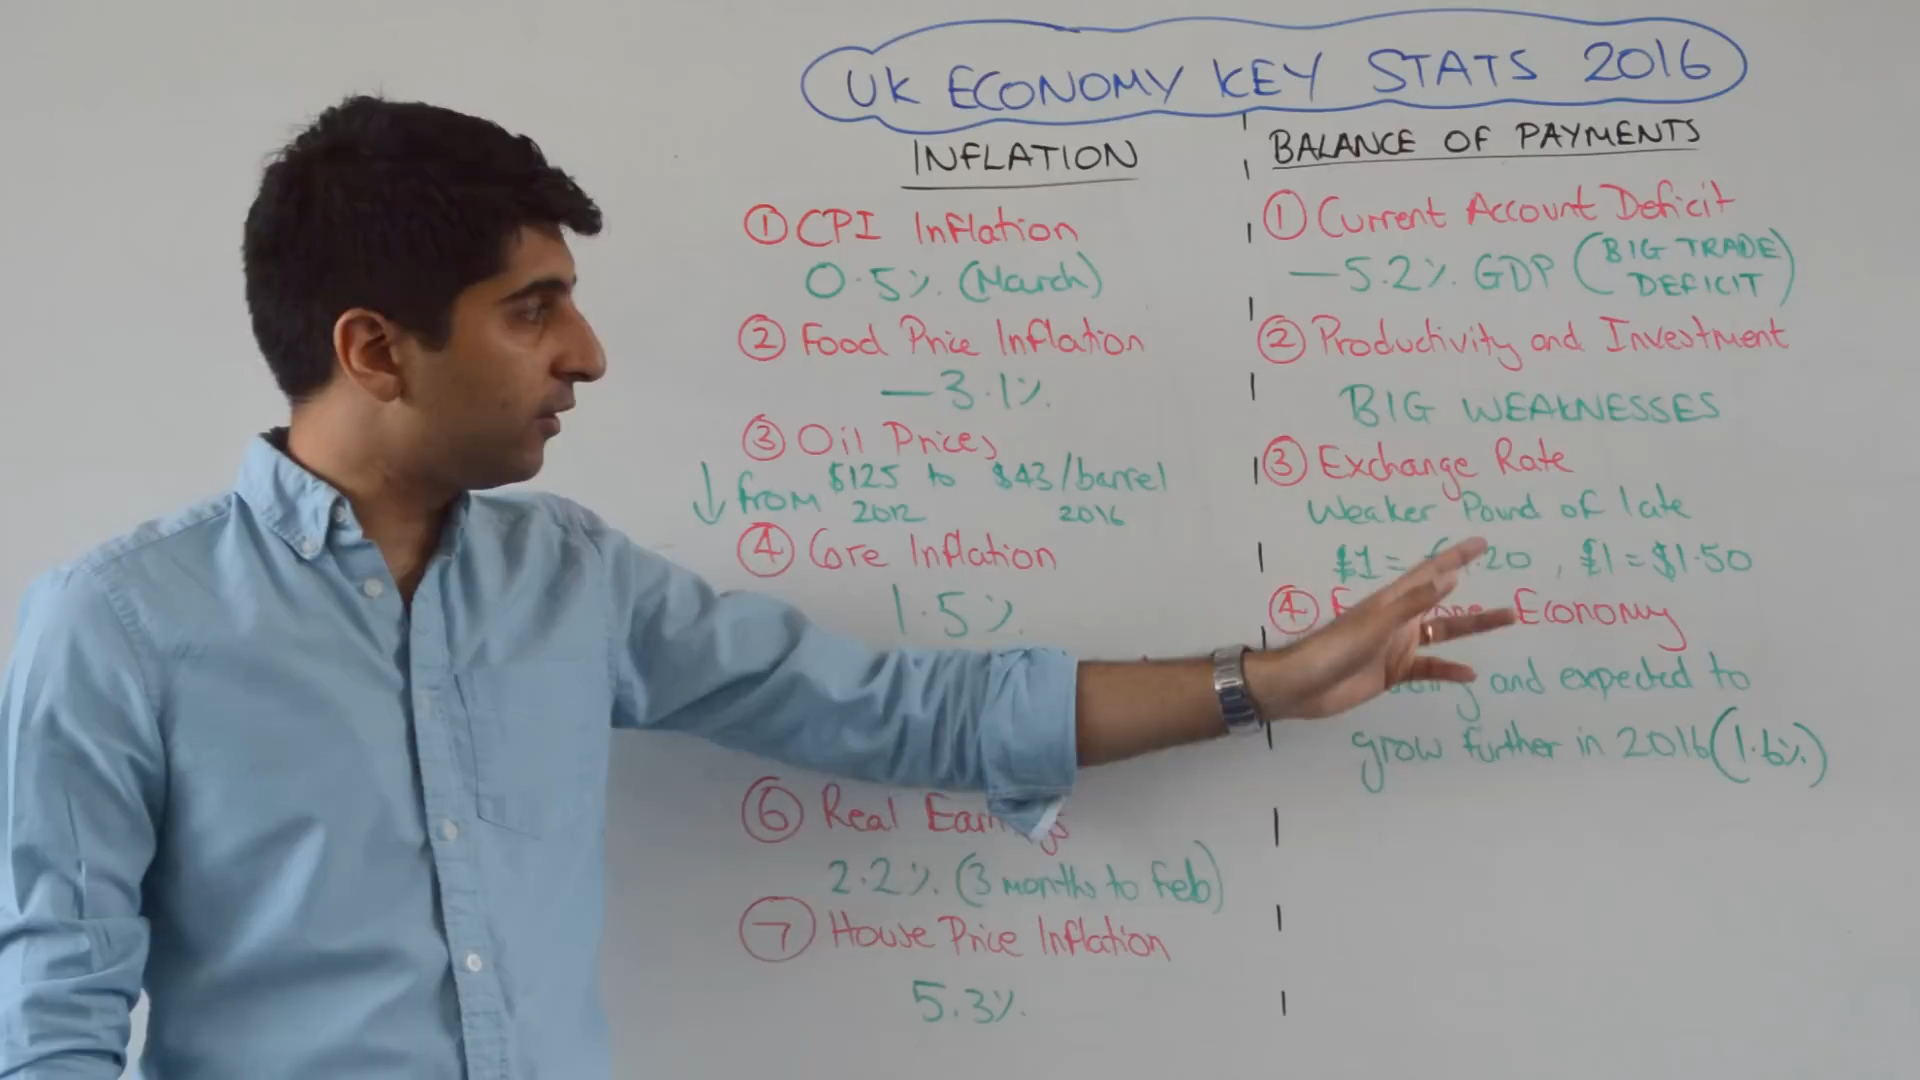 UK ECONOMY KEY STATS 2016
INFLATION
① CPI Inflation
0.5% (March)
② Food Price Inflation
-3.1%
③ Oil Prices
↓ from $125 to $43/barrel
2012 2016
④ Core Inflation
1.5%
⑥ Real Earnings
2.2% (3 months to Feb)
⑦ House Price Inflation
5.3%
BALANCE OF PAYMENTS
① Current Account Deficit
-5.2% GDP (BIG TRADE
DEFICIT)
② Productivity and Investment
BIG WEAKNESSES
③ Exchange Rate
Weaker Pound of late
£1 = .20, £1 = $1.50
④ Economy
and expected to
grow further in 2016 (1.6%)